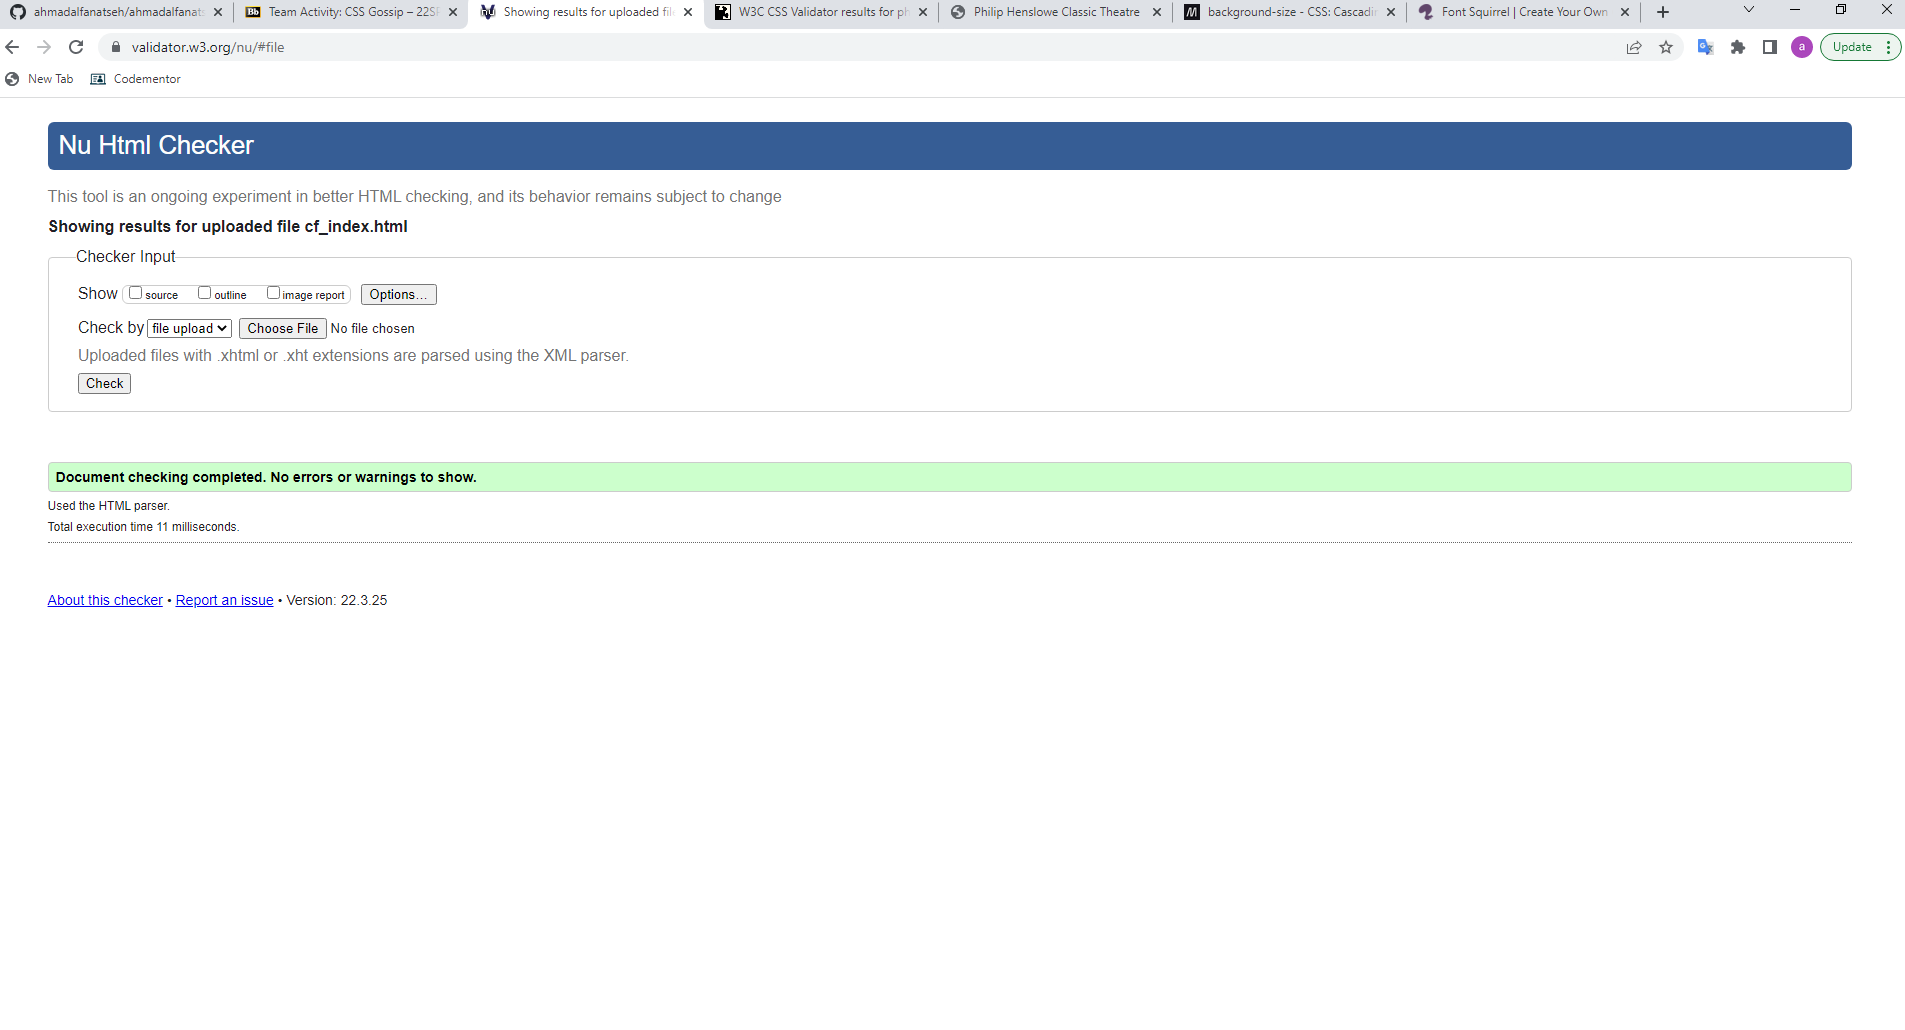 ahmadalfanatseh/ahmadalfanats
Bb Team Activity: CSS Gossip – 22SP
Showing results for uploaded file
W3C CSS Validator results for ph
Philip Henslowe Classic Theatre
background-size - CSS: Cascadin
Font Squirrel | Create Your Own
validator.w3.org/nu/#file
a
Update
New Tab
Codementor
Nu Html Checker
This tool is an ongoing experiment in better HTML checking, and its behavior remains subject to change
Showing results for uploaded file cf_index.html
Checker Input
Show source outline image report Options...
Check by file upload Choose File No file chosen
Uploaded files with .xhtml or .xht extensions are parsed using the XML parser.
Check
Document checking completed. No errors or warnings to show.
Used the HTML parser.
Total execution time 11 milliseconds.
About this checker • Report an issue • Version: 22.3.25